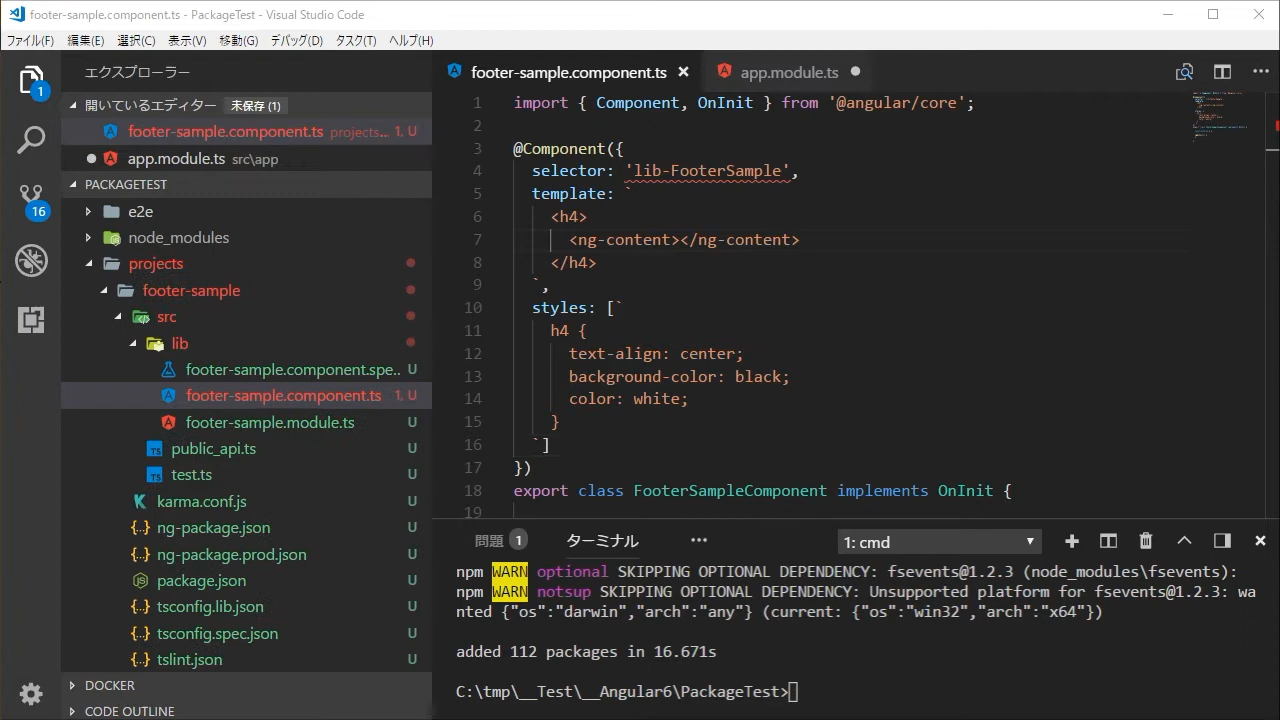 footer-sample.component.ts - PackageTest - Visual Studio Code
ファイル(F) 編集(E) 選択(C) 表示(V) 移動(G) デバッグ(D) タスク(T) ヘルプ(H)
1
16
エクスプローラー
開いているエディター 未保存 (1)
footer-sample.component.ts projects... 1, U
app.module.ts src\app
PACKAGETEST
e2e
node_modules
projects
footer-sample
src
lib
footer-sample.component.spe.. U
footer-sample.component.ts 1, U
footer-sample.module.ts U
public_api.ts U
test.ts U
karma.conf.js U
ng-package.json U
ng-package.prod.json U
package.json U
tsconfig.lib.json U
tsconfig.spec.json U
tslint.json U
DOCKER
CODE OUTLINE
footer-sample.component.ts app.module.ts
1 import { Component, OnInit } from '@angular/core';
2
3 @Component({
4 selector: 'lib-FooterSample',
5 template: `
6 <h4>
7 <ng-content></ng-content>
8 </h4>
9 `,
10 styles: [`
11 h4 {
12 text-align: center;
13 background-color: black;
14 color: white;
15 }
16 `]
17 })
18 export class FooterSampleComponent implements OnInit {
19
問題 1 ターミナル ••• 1: cmd
npm WARN optional SKIPPING OPTIONAL DEPENDENCY: fsevents@1.2.3 (node_modules\fsevents):
npm WARN notsup SKIPPING OPTIONAL DEPENDENCY: Unsupported platform for fsevents@1.2.3: wa
nted {"os":"darwin","arch":"any"} (current: {"os":"win32","arch":"x64"})
added 112 packages in 16.671s
C:\tmp\__Test\__Angular6\PackageTest>